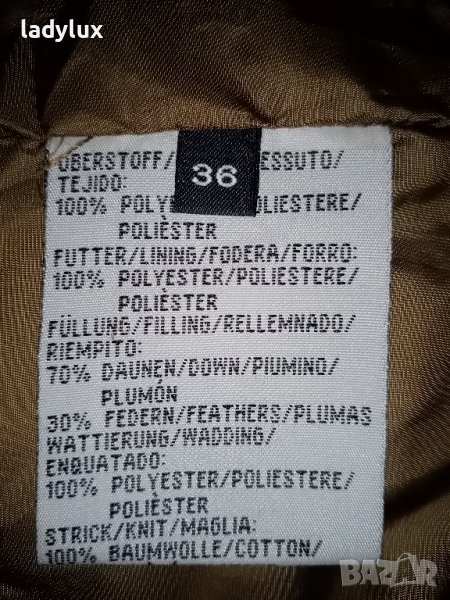 ladylux
ÜBERSTOFF/ ESSUTO/
36
TEJIDO:
100% POLY OLIESTERE/
POLIÈSTER
FUTTER/LINING/FODERA/FORRO:
100% POLYESTER/POLIESTERE/
POLIÈSTER
FÜLLUNG/FILLING/RELLEMNADO/
RIEMPITO:
70% DAUNEN/DOWN/PIUMINO/
PLUMÓN
30% FEDERN/FEATHERS/PLUMAS
WATTIERUNG/WADDING/
ENQUATADO:
100% POLYESTER/POLIESTERE/
POLIÈSTER
STRICK/KNIT/MAGLIA:
100% BAUMWOLLE/COTTON/
BAZAR